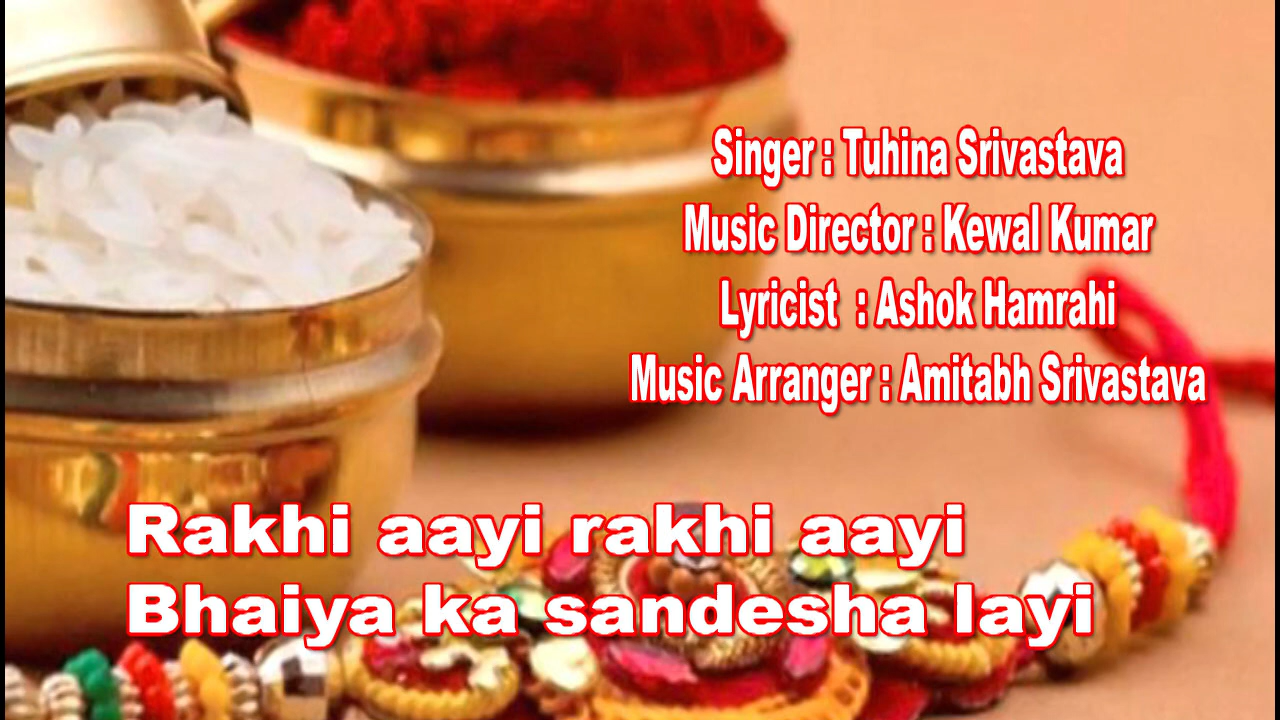 Singer : Tuhina Srivastava
Music Director : Kewal Kumar
Lyricist : Ashok Hamrahi
Music Arranger : Amitabh Srivastava
Rakhi aayi rakhi aayi
Bhaiya ka sandesha layi